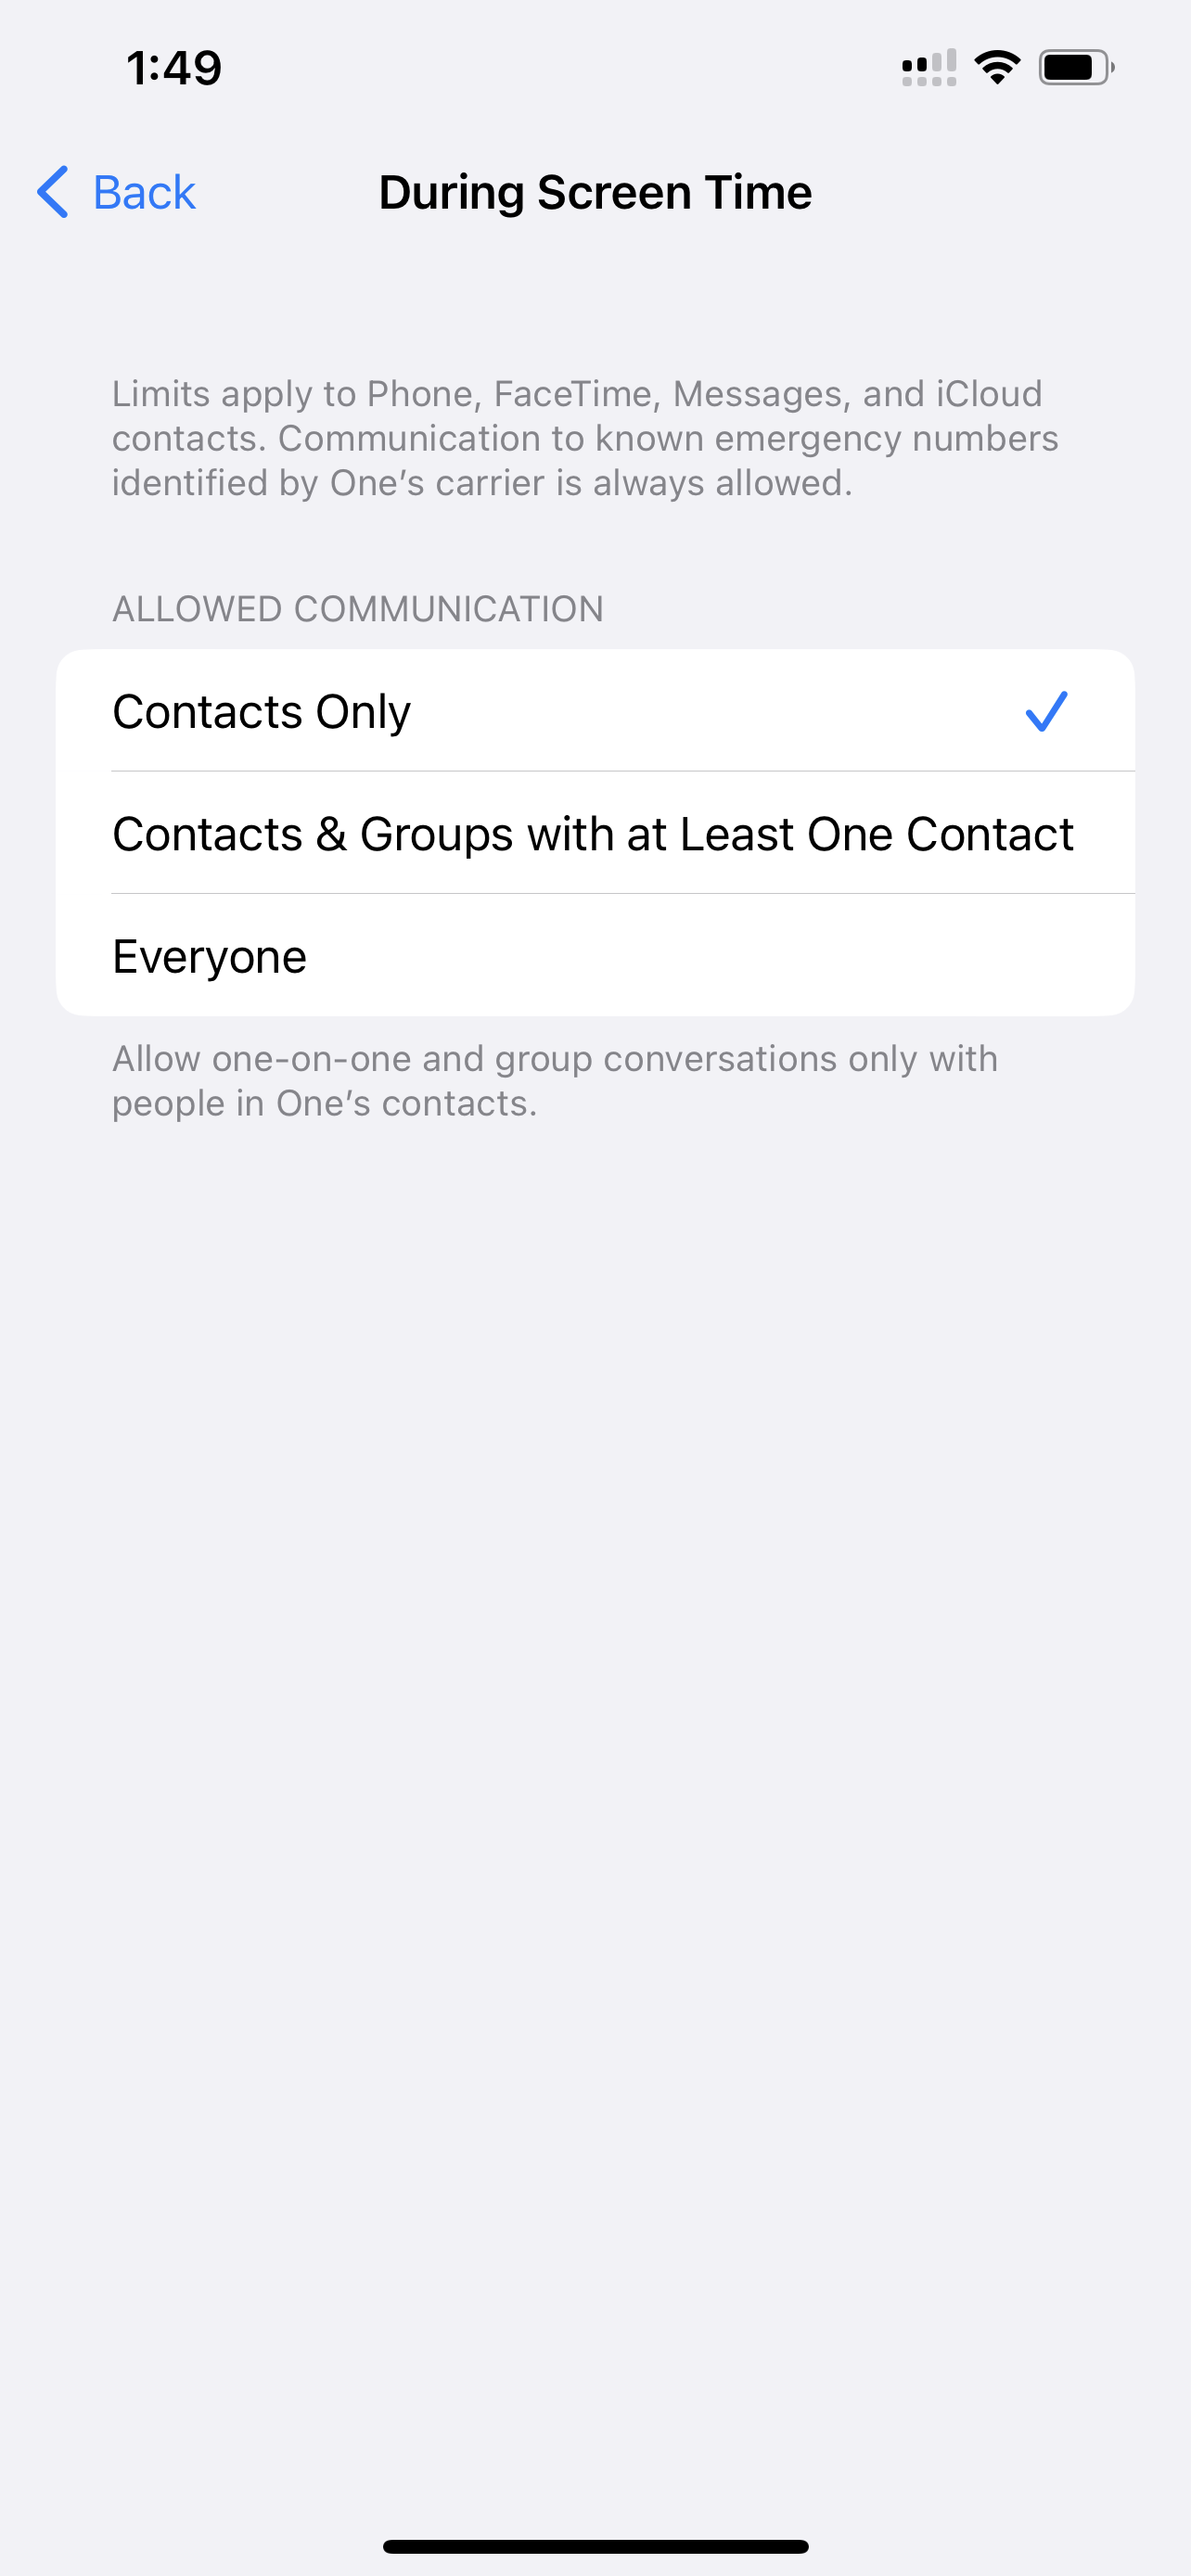 1:49
Back
During Screen Time
Limits apply to Phone, FaceTime, Messages, and iCloud
contacts. Communication to known emergency numbers
identified by One’s carrier is always allowed.
ALLOWED COMMUNICATION
Contacts Only
Contacts & Groups with at Least One Contact
Everyone
Allow one-on-one and group conversations only with
people in One’s contacts.